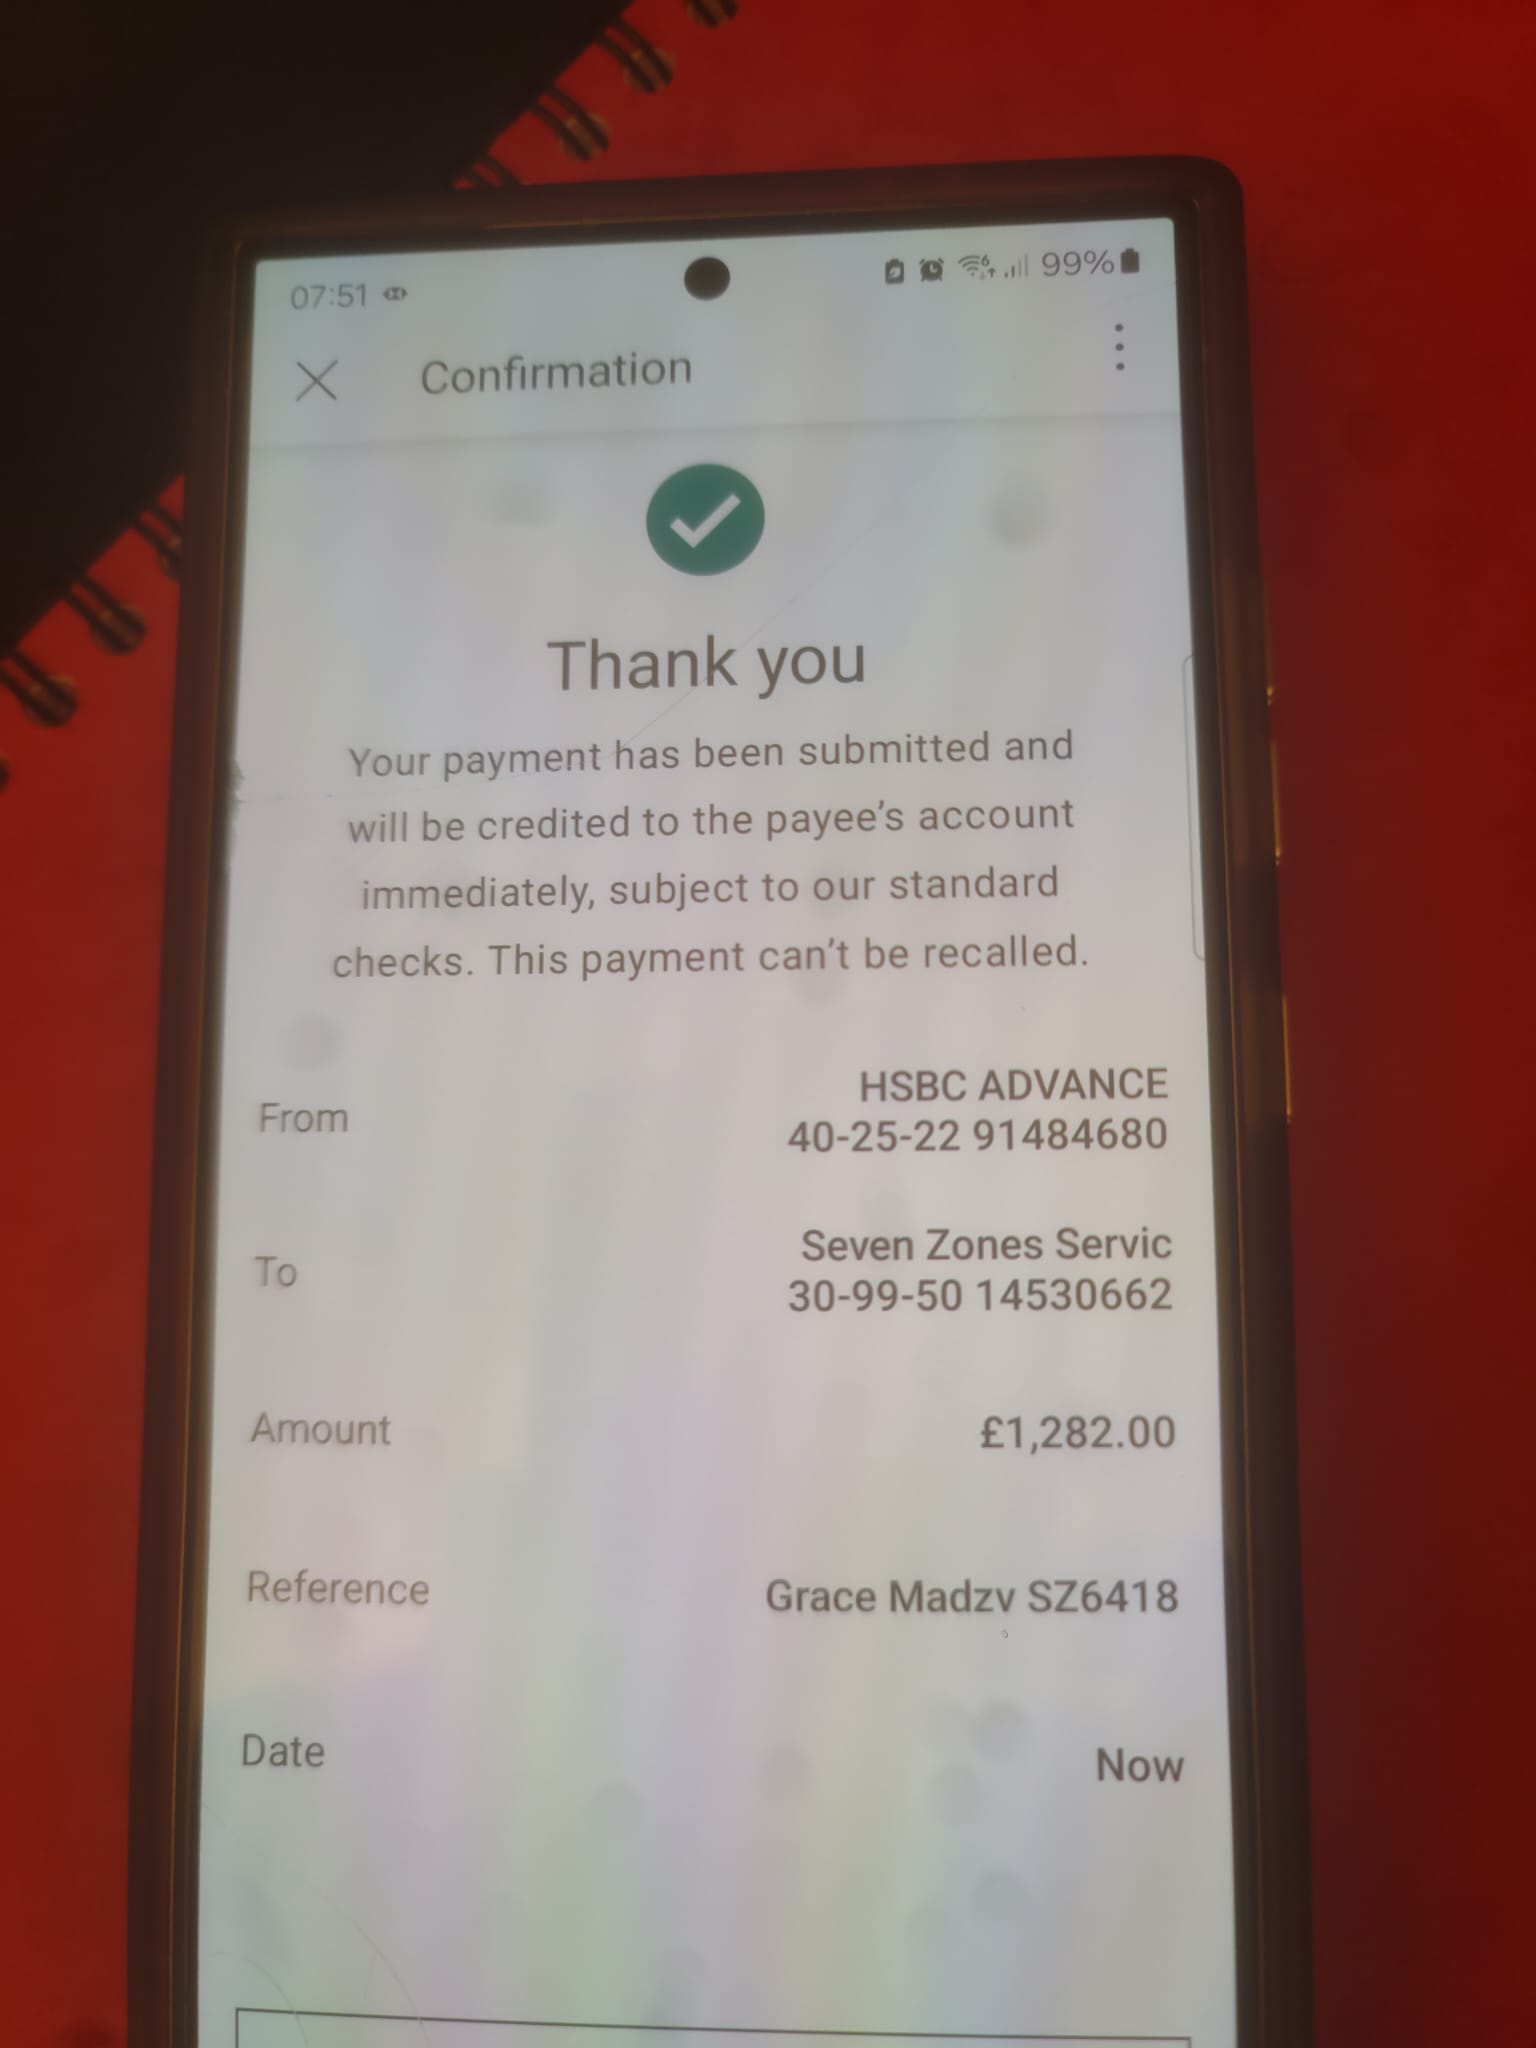 07:51 99%
Confirmation
Thank you
Your payment has been submitted and
will be credited to the payee’s account
immediately, subject to our standard
checks. This payment can’t be recalled.
From HSBC ADVANCE
40-25-22 91484680
To Seven Zones Servic
30-99-50 14530662
Amount £1,282.00
Reference Grace Madzv SZ6418
Date Now